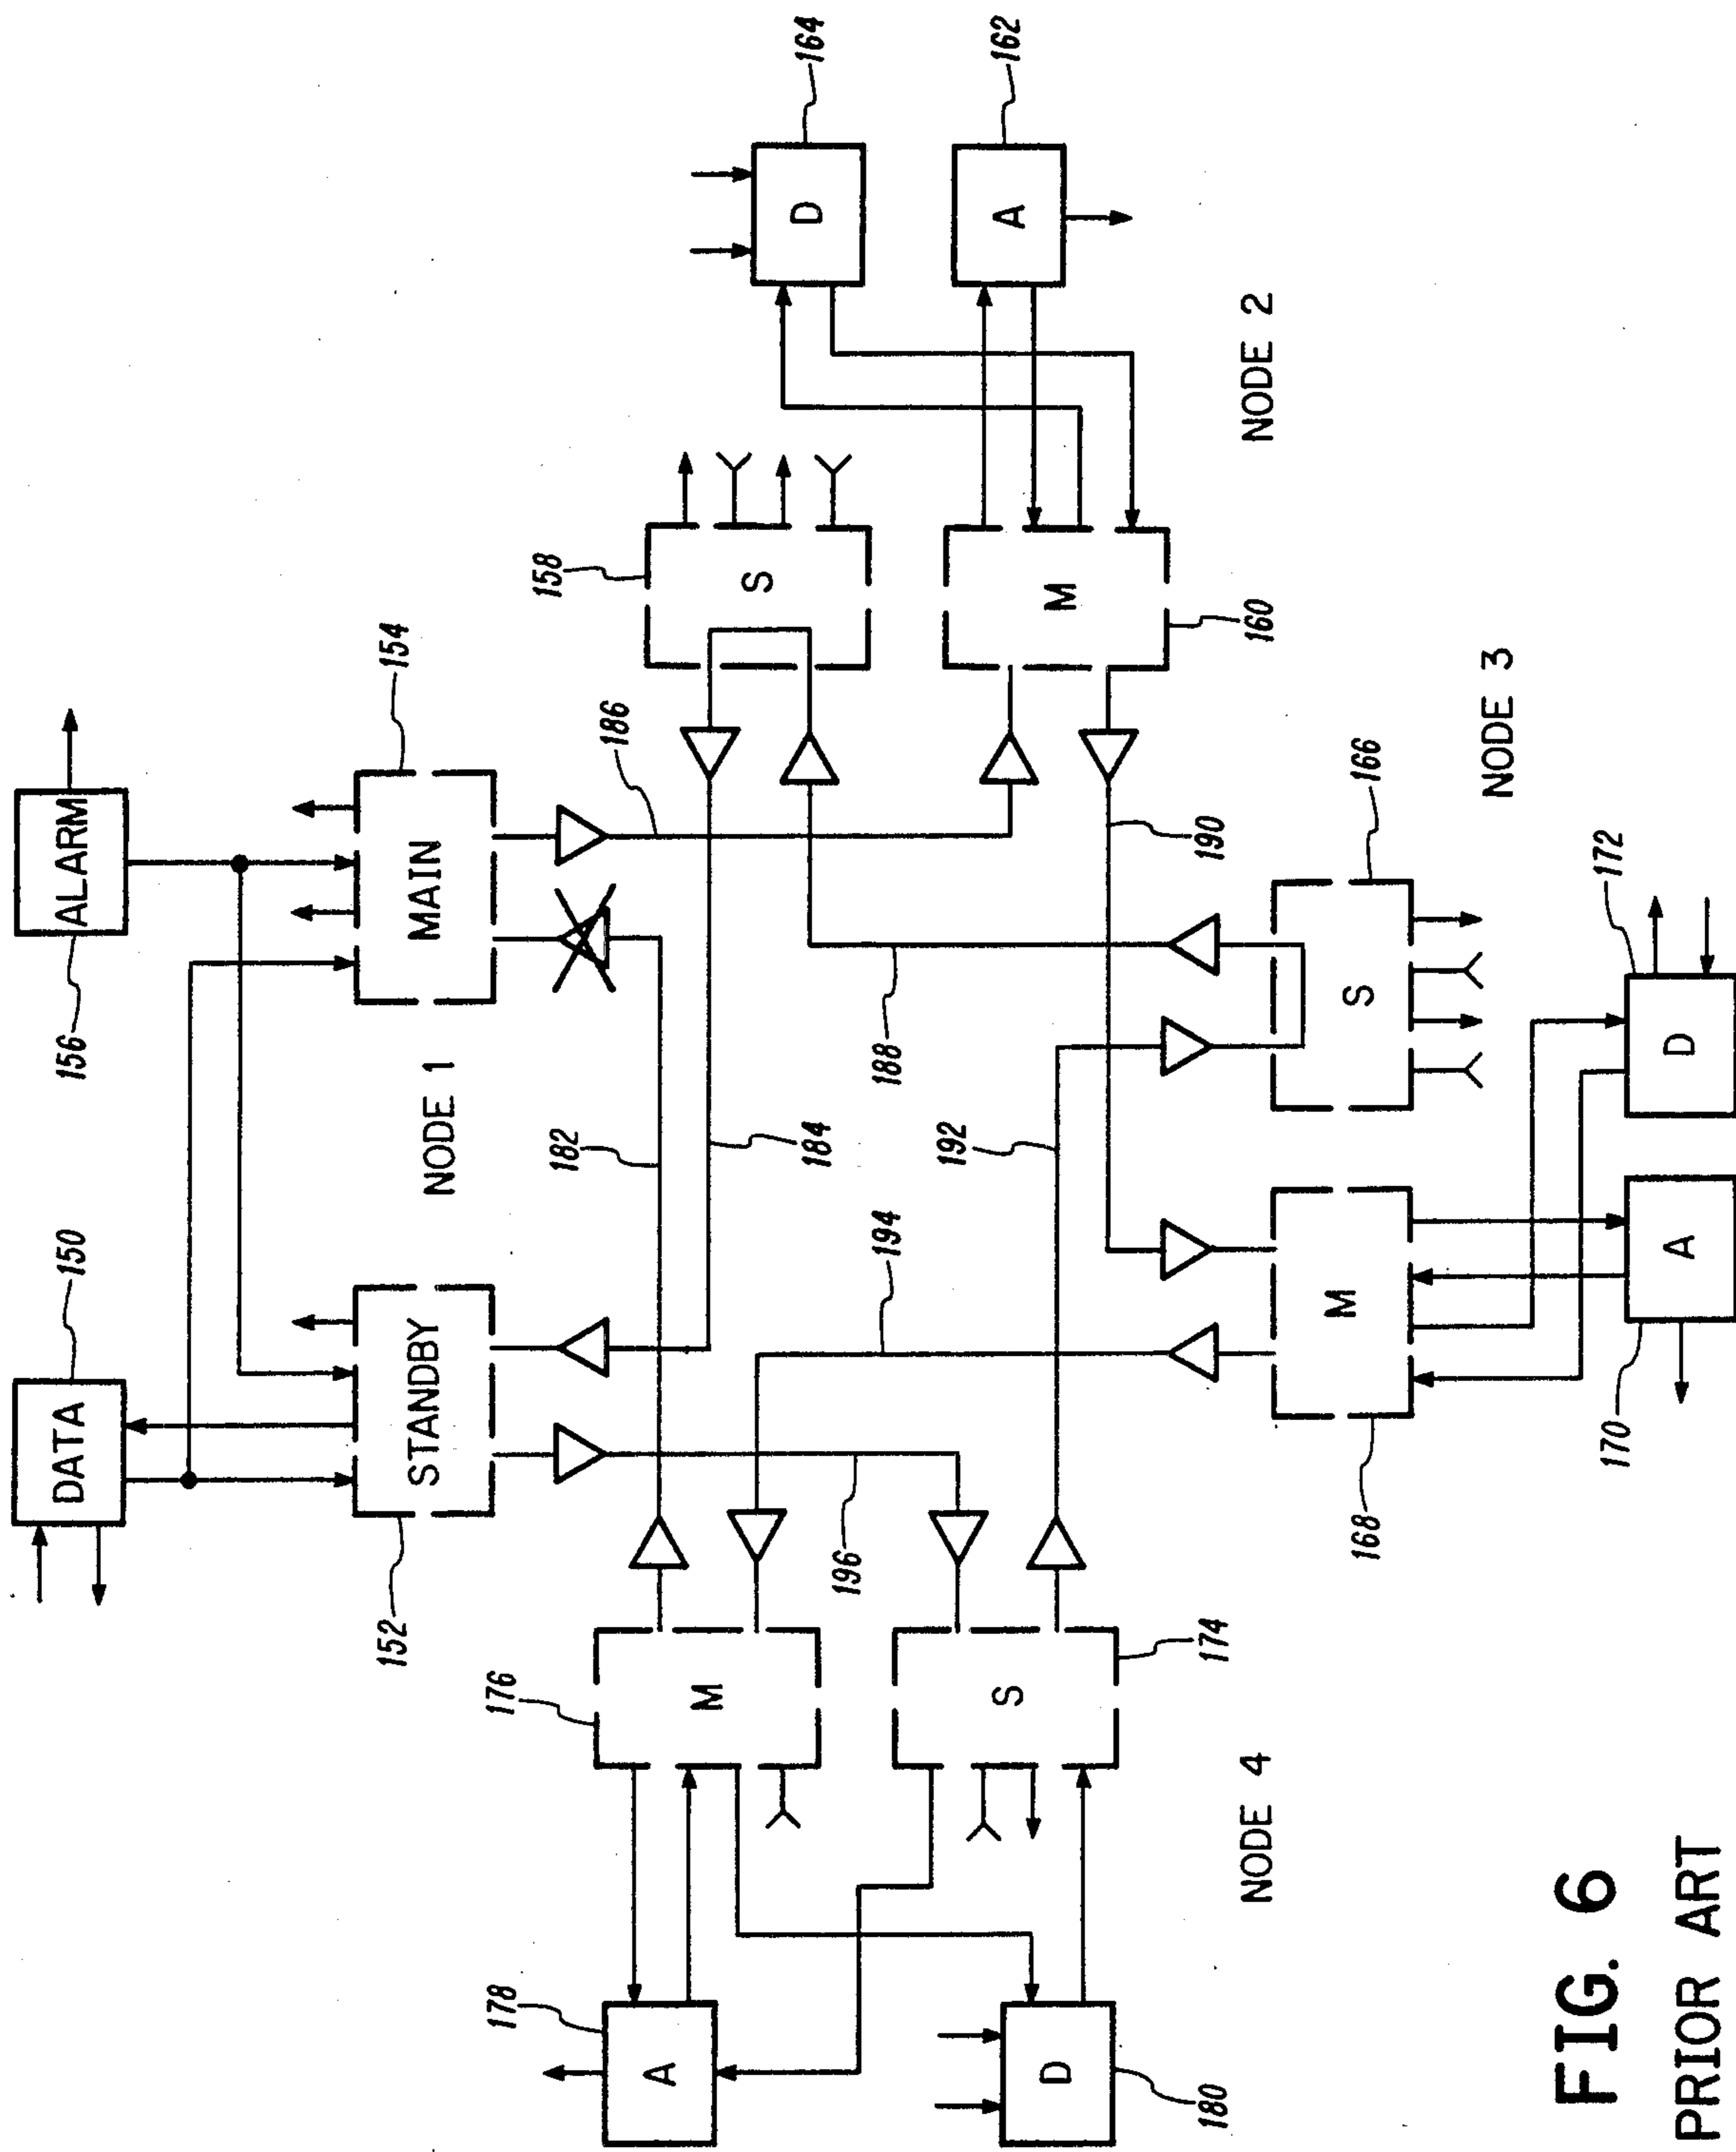 156
ALARM
154
MAIN
NODE 1
150
DATA
152
STANDBY
164
D
162
A
158
S
160
M
NODE 2
186
190
182
184
188
192
194
196
166
S
NODE 3
172
D
168
M
170
A
176
M
174
S
NODE 4
178
A
180
D
FIG. 6
PRIOR ART